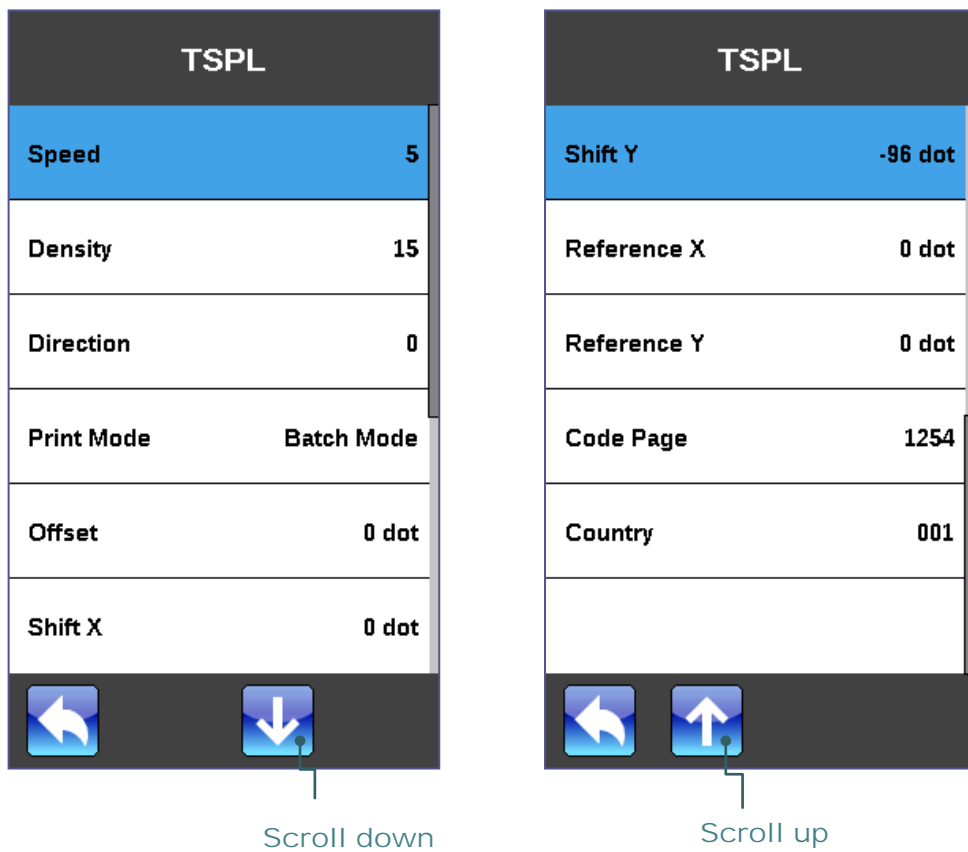 TSPL
Speed 5
Density 15
Direction 0
Print Mode Batch Mode
Offset 0 dot
Shift X 0 dot
Scroll down
TSPL
Shift Y -96 dot
Reference X 0 dot
Reference Y 0 dot
Code Page 1254
Country 001
Scroll up